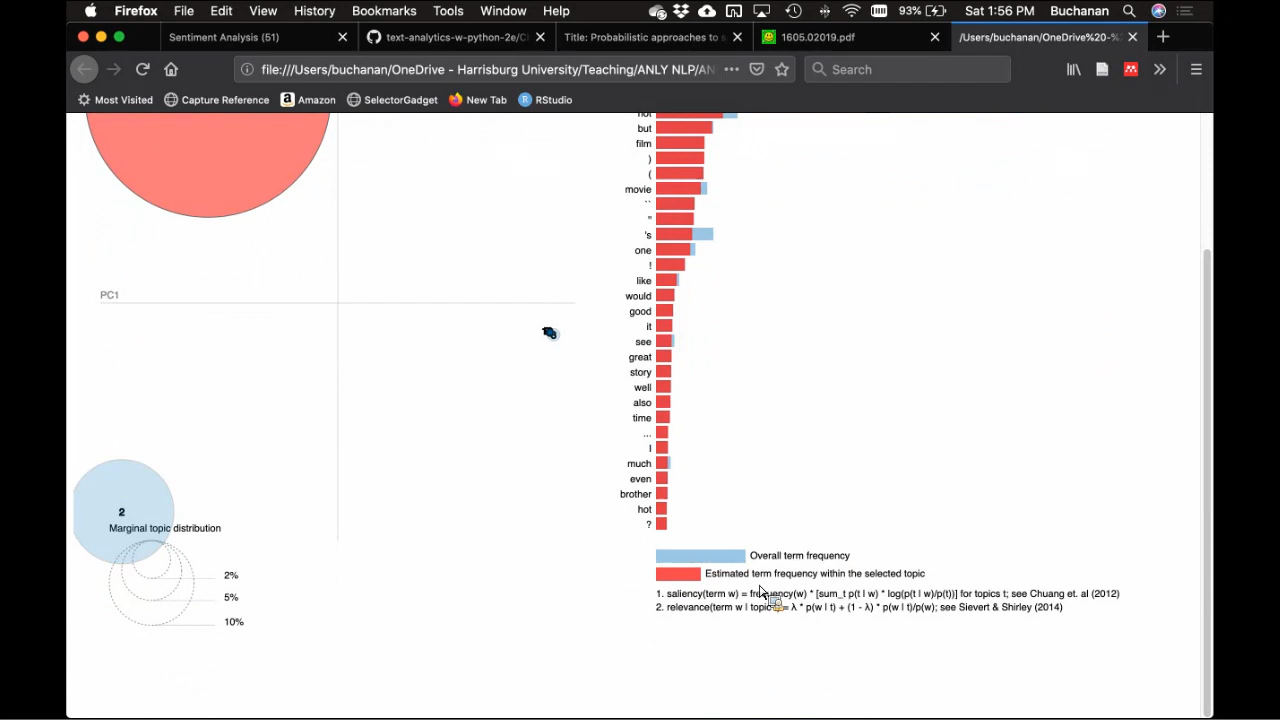 Firefox File Edit View History Bookmarks Tools Window Help 93% Sat 1:56 PM Buchanan
Sentiment Analysis (51) text-analytics-w-python-2e/C Title: Probabilistic approaches to 1605.02019.pdf /Users/buchanan/OneDrive%20-%
file:///Users/buchanan/OneDrive - Harrisburg University/Teaching/ANLY NLP/AN Search
Most Visited Capture Reference Amazon SelectorGadget New Tab RStudio
not
but
film
)
(
movie
``
"
's
one
!
like
PC1
would
good
it
see
great
story
well
also
time
...
I
much
even
brother
hot
?
2
Marginal topic distribution
2%
5%
10%
Overall term frequency
Estimated term frequency within the selected topic
1. saliency(term w) = frequency(w) * [sum_t p(t | w) * log(p(t | w)/p(t))] for topics t; see Chuang et. al (2012)
2. relevance(term w | topic = λ * p(w | t) + (1 - λ) * p(w | t)/p(w); see Sievert & Shirley (2014)